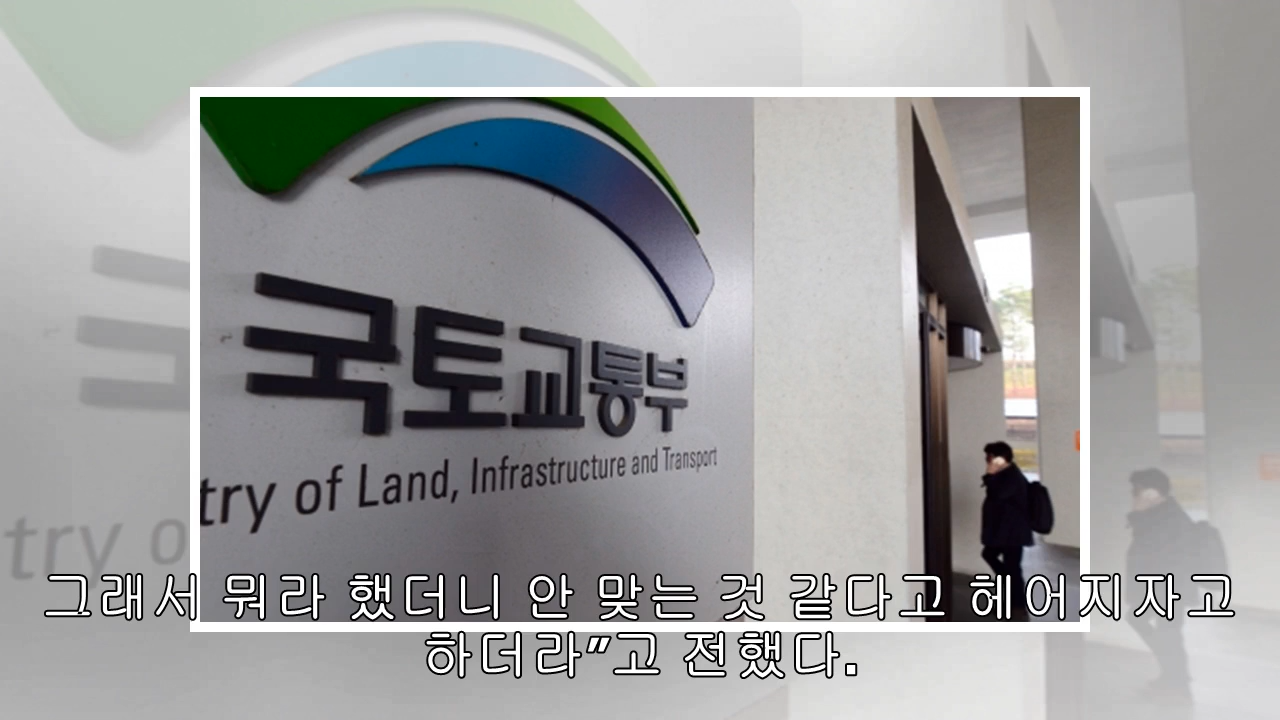 국토교통부
try of Land, Infrastructure and Transport
try o
그래서 뭐라 했더니 안 맞는 것 같다고 헤어지자고
하더라”고 전했다.